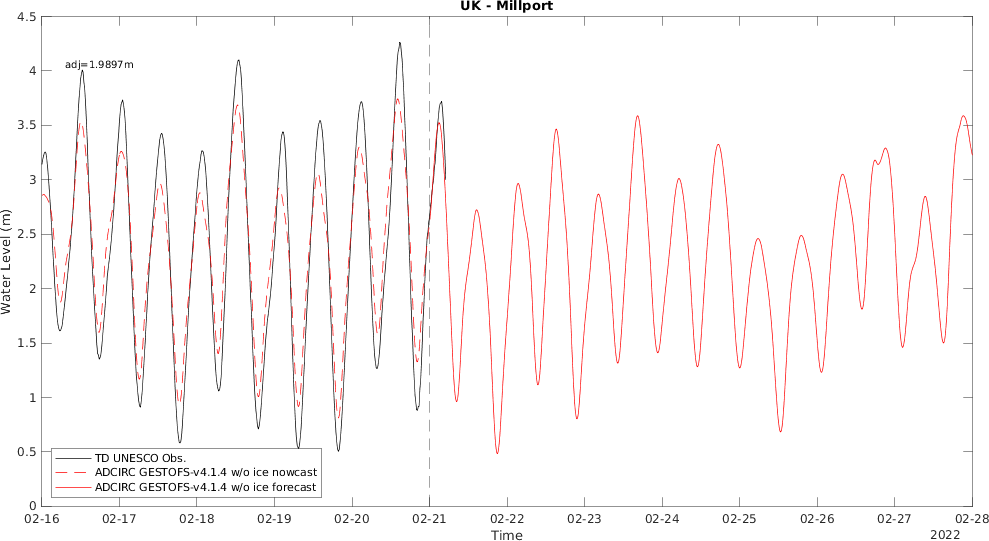 UK - Millport
4.5
4
3.5
3
2.5
2
1.5
1
0.5
0
Water Level (m)
adj=1.9897m
TD UNESCO Obs.
ADCIRC GESTOFS-v4.1.4 w/o ice nowcast
ADCIRC GESTOFS-v4.1.4 w/o ice forecast
02-16 02-17 02-18 02-19 02-20 02-21 02-22 02-23 02-24 02-25 02-26 02-27 02-28
Time
2022